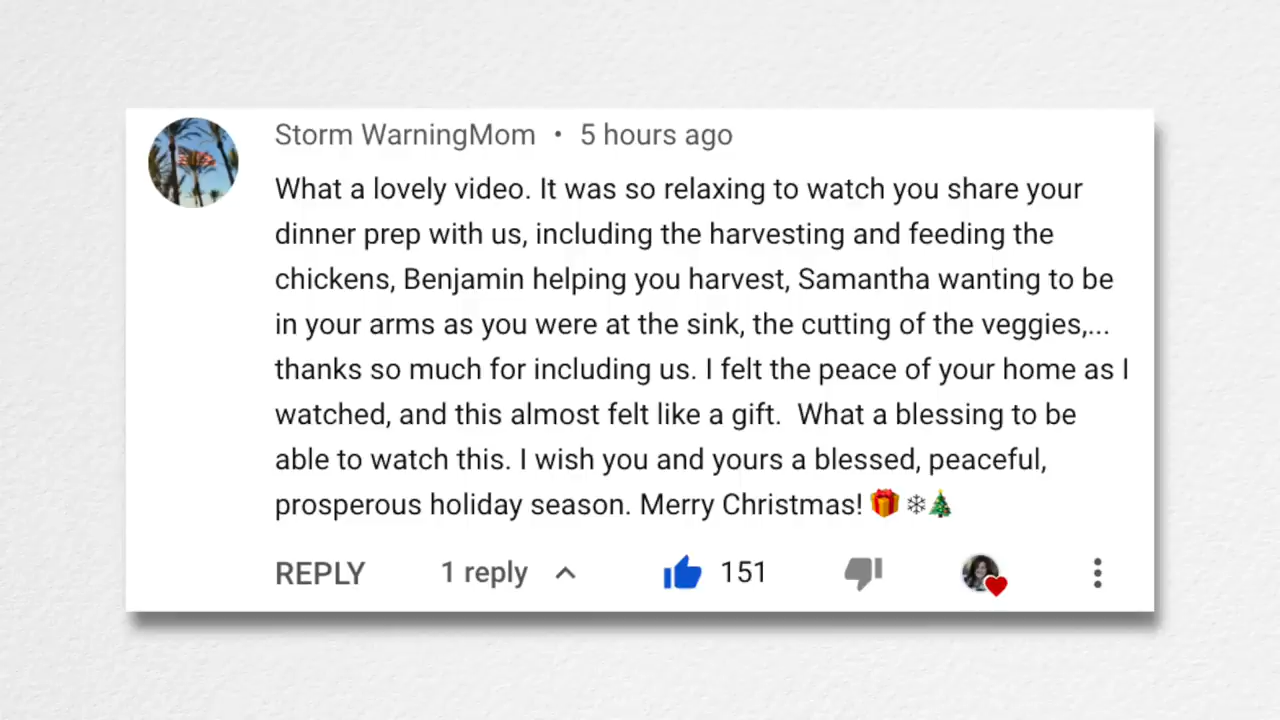 Storm WarningMom • 5 hours ago
What a lovely video. It was so relaxing to watch you share your
dinner prep with us, including the harvesting and feeding the
chickens, Benjamin helping you harvest, Samantha wanting to be
in your arms as you were at the sink, the cutting of the veggies,...
thanks so much for including us. I felt the peace of your home as I
watched, and this almost felt like a gift.  What a blessing to be
able to watch this. I wish you and yours a blessed, peaceful,
prosperous holiday season. Merry Christmas! 🎁❄🎄
REPLY 1 reply 151